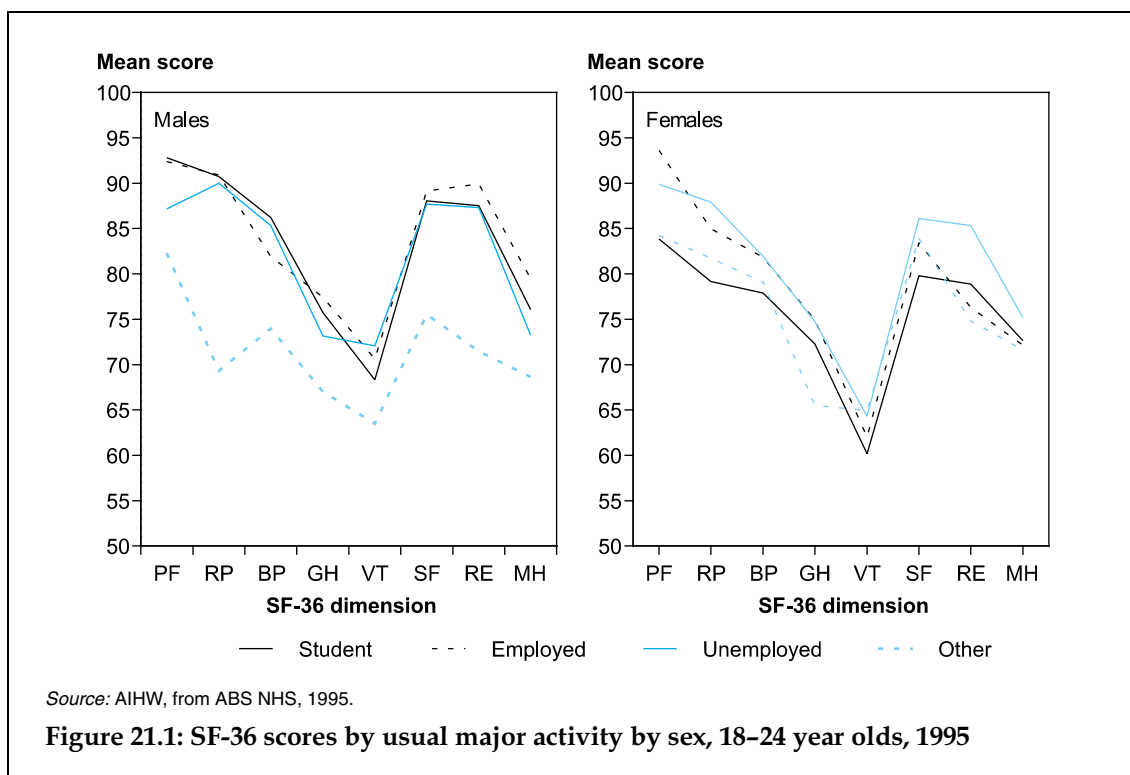 Mean score
100
95
90
85
80
75
70
65
60
55
50
Males
PF RP BP GH VT SF RE MH
SF-36 dimension
Mean score
100
95
90
85
80
75
70
65
60
55
50
Females
PF RP BP GH VT SF RE MH
SF-36 dimension
Student Employed Unemployed Other
Source: AIHW, from ABS NHS, 1995.
Figure 21.1: SF-36 scores by usual major activity by sex, 18–24 year olds, 1995